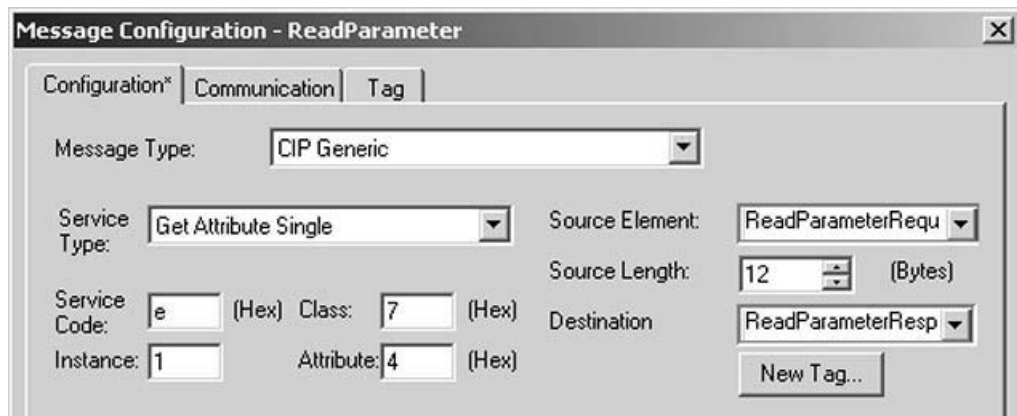 Message Configuration - ReadParameter
Configuration* Communication Tag
Message Type: CIP Generic
Service Type: Get Attribute Single
Source Element: ReadParameterRequ
Source Length: 12 (Bytes)
Service Code: e (Hex) Class: 7 (Hex)
Destination ReadParameterResp
Instance: 1 Attribute: 4 (Hex)
New Tag...